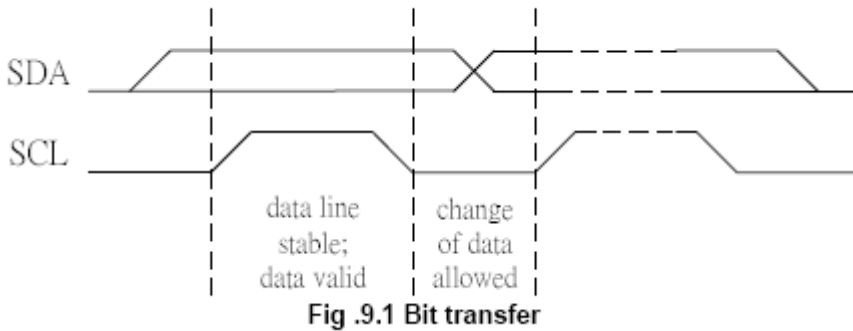 SDA
SCL
data line
stable;
data valid
change
of data
allowed
Fig .9.1 Bit transfer